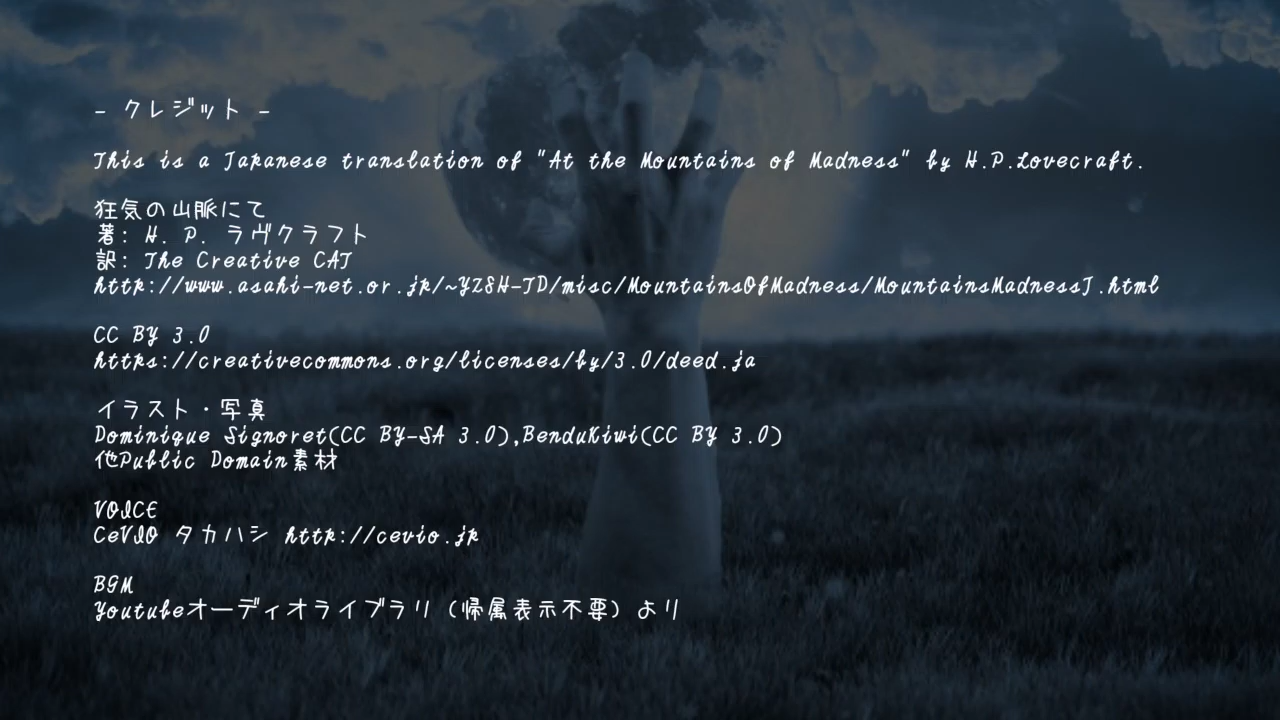 - クレジット -
This is a Japanese translation of "At the Mountains of Madness" by H.P.Lovecraft.
狂気の山脈にて
著: H. P. ラヴクラフト
訳: The Creative CAT
http://www.asahi-net.or.jp/~YZ8H-TD/misc/MountainsOfMadness/MountainsMadnessJ.html
CC BY 3.0
https://creativecommons.org/licenses/by/3.0/deed.ja
イラスト・写真
Dominique Signoret(CC BY-SA 3.0),BenduKiwi(CC BY 3.0)
他Public Domain素材
VOICE
CeVIO タカハシ http://cevio.jp
BGM
Youtubeオーディオライブラリ（帰属表示不要）より